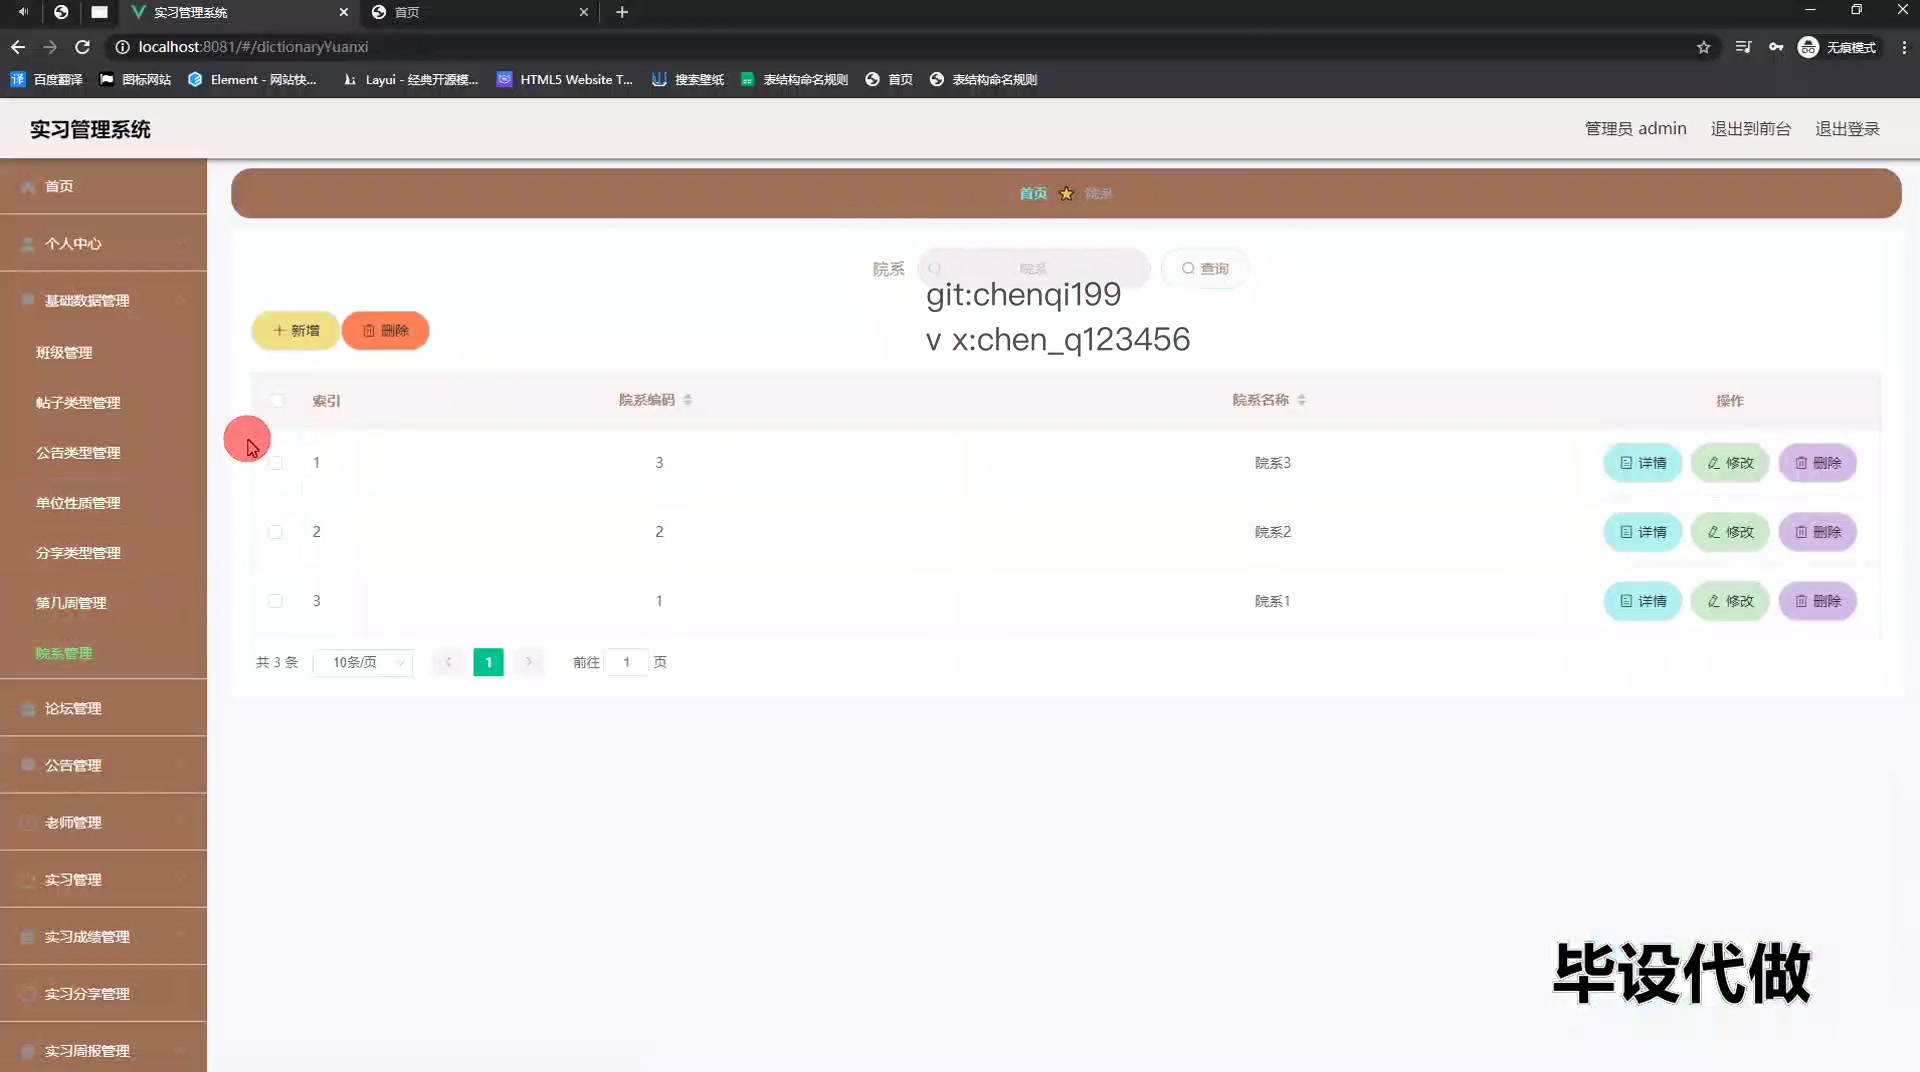 实习管理系统
首页
localhost:8081/#/dictionaryYuanxi
无痕模式
百度翻译
图标网站
Element - 网站快...
Layui - 经典开源模...
HTML5 Website T...
搜索壁纸
表结构命名规则
首页
表结构命名规则
实习管理系统
管理员 admin
退出到前台
退出登录
首页
个人中心
基础数据管理
班级管理
帖子类型管理
公告类型管理
单位性质管理
分享类型管理
第几周管理
院系管理
论坛管理
公告管理
老师管理
实习管理
实习成绩管理
实习分享管理
实习周报管理
首页 院系
院系 院系 查询
git:chenqi199
v x:chen_q123456
新增 删除
索引 院系编码 院系名称 操作
1 3 院系3 详情 修改 删除
2 2 院系2 详情 修改 删除
3 1 院系1 详情 修改 删除
共 3 条 10条/页 1 前往 1 页
毕设代做